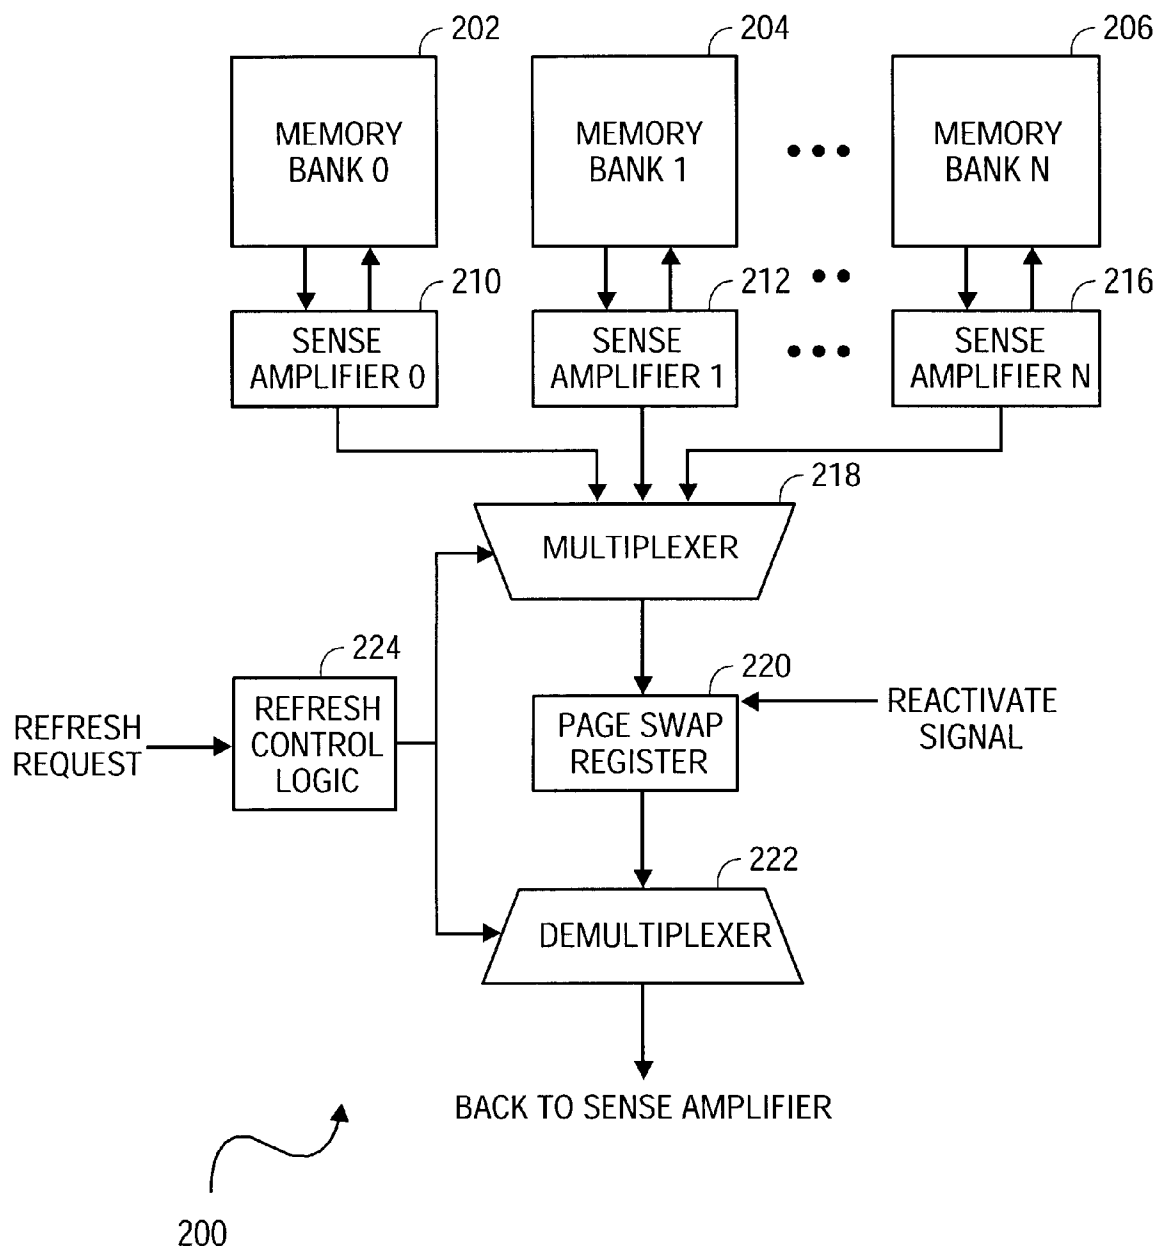 202
204
206
MEMORY
BANK 0
MEMORY
BANK 1
MEMORY
BANK N
210
212
216
SENSE
AMPLIFIER 0
SENSE
AMPLIFIER 1
SENSE
AMPLIFIER N
218
MULTIPLEXER
224
220
REFRESH
REQUEST
REFRESH
CONTROL
LOGIC
PAGE SWAP
REGISTER
REACTIVATE
SIGNAL
222
DEMULTIPLEXER
BACK TO SENSE AMPLIFIER
200